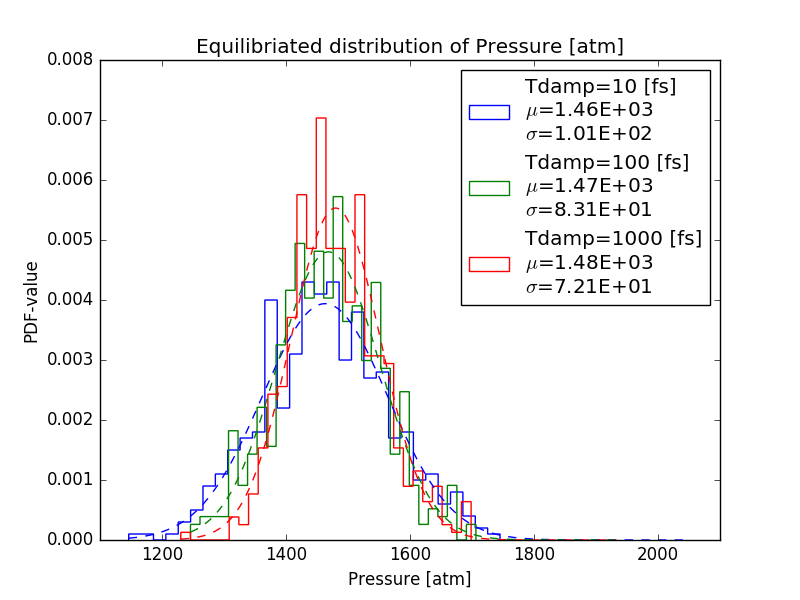 Equilibriated distribution of Pressure [atm]
0.008
0.007
0.006
0.005
0.004
0.003
0.002
0.001
0.000
PDF-value
Tdamp=10 [fs]
μ=1.46E+03
σ=1.01E+02
Tdamp=100 [fs]
μ=1.47E+03
σ=8.31E+01
Tdamp=1000 [fs]
μ=1.48E+03
σ=7.21E+01
1200 1400 1600 1800 2000
Pressure [atm]